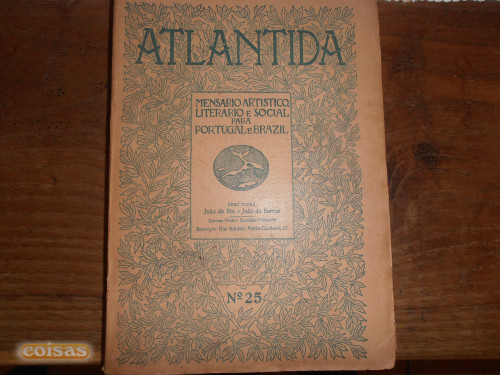 ATLANTIDA
MENSARIO ARTISTICO,
LITERARIO E SOCIAL
PARA
PORTUGAL E BRAZIL
João do Rio João de Barros
Nº 25
coisas